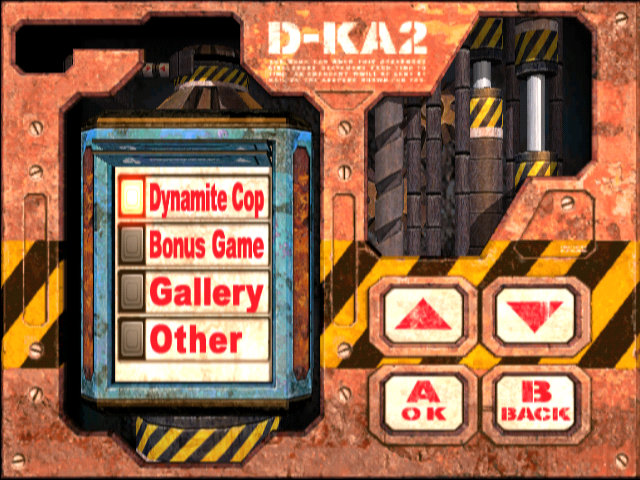 D-KA2
Dynamite Cop
Bonus Game
Gallery
Other
A
OK
B
BACK